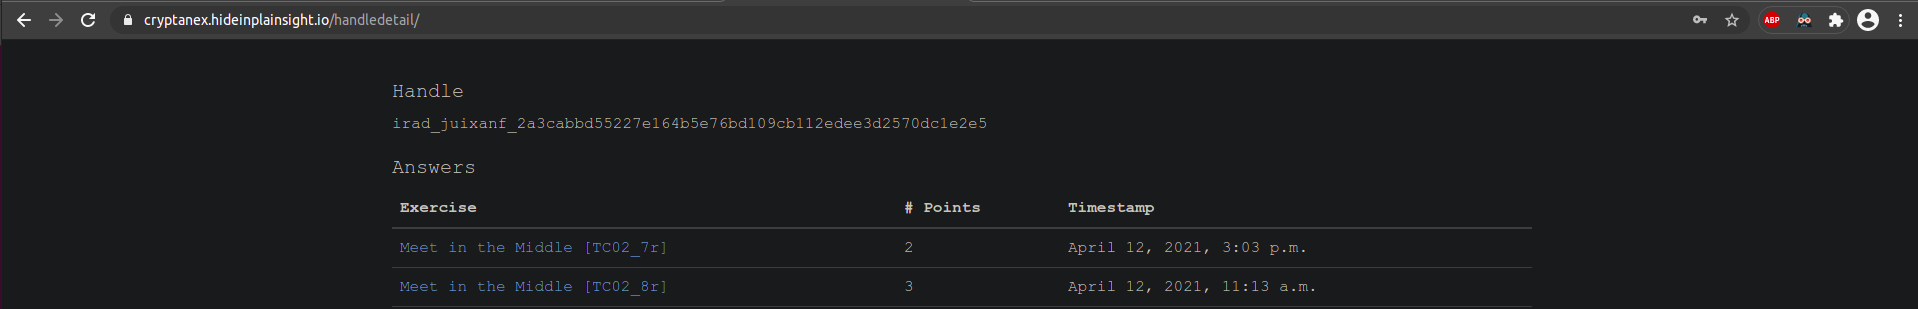 cryptanex.hideinplainsight.io/handledetail/
ABP
Handle
irad_juixanf_2a3cabbd55227e164b5e76bd109cb112edee3d2570dc1e2e5
Answers
Exercise # Points Timestamp
Meet in the Middle [TC02_7r] 2 April 12, 2021, 3:03 p.m.
Meet in the Middle [TC02_8r] 3 April 12, 2021, 11:13 a.m.